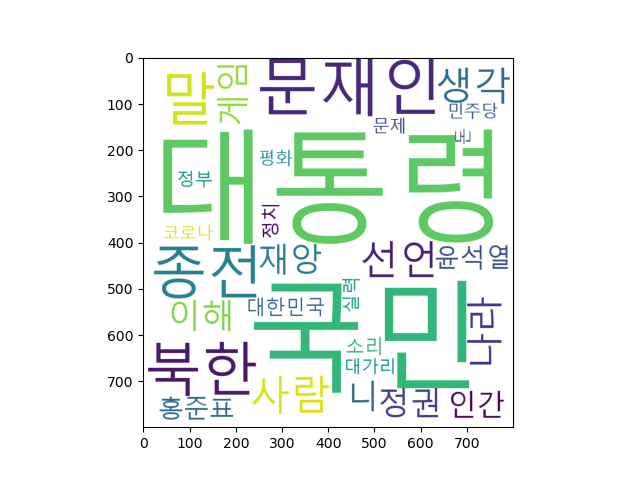 0
100
200
300
400
500
600
700
0 100 200 300 400 500 600 700
말 게임 문재인 생각
문제 민주당
돈
대통령
정부 평화
정치
코로나
종전 재앙 선언 윤석열
실력
이해 대한민국 국민 나라
소리
북한 대가리
사람 니 정권 인간
홍준표